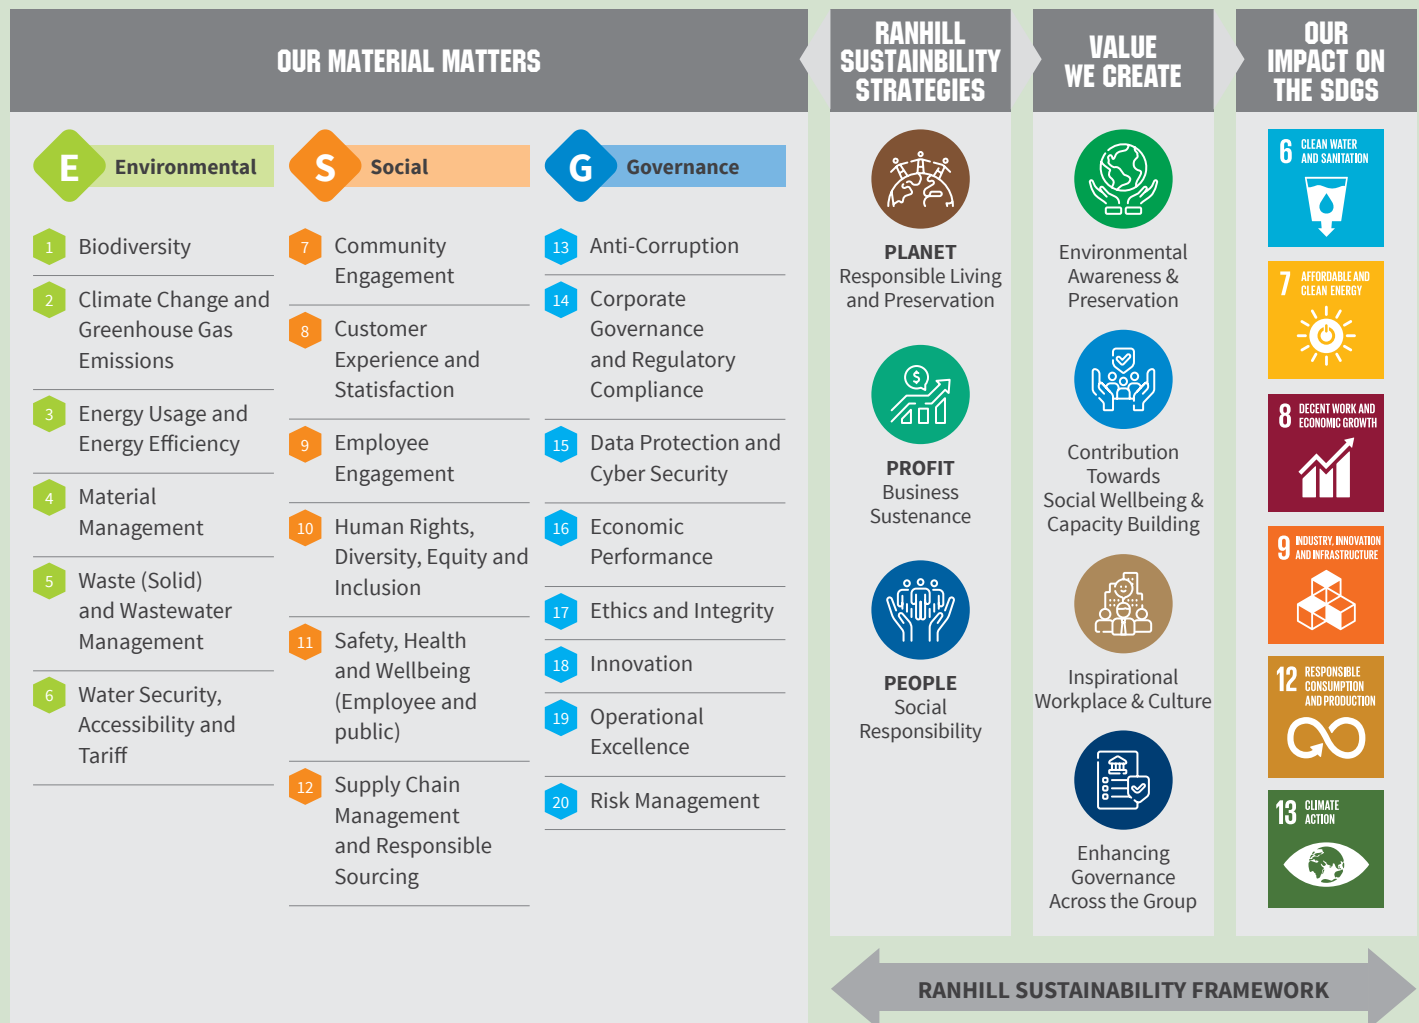 OUR MATERIAL MATTERS
E
Environmental
1
Biodiversity
2
Climate Change and
Greenhouse Gas
Emissions
3
Energy Usage and
Energy Efficiency
4
Material
Management
5
Waste (Solid)
and Wastewater
Management
6
Water Security,
Accessibility and
Tariff
S
Social
7
Community
Engagement
8
Customer
Experience and
Statisfaction
9
Employee
Engagement
10
Human Rights,
Diversity, Equity and
Inclusion
11
Safety, Health
and Wellbeing
(Employee and
public)
12
Supply Chain
Management
and Responsible
Sourcing
G
Governance
13
Anti-Corruption
14
Corporate
Governance
and Regulatory
Compliance
15
Data Protection and
Cyber Security
16
Economic
Performance
17
Ethics and Integrity
18
Innovation
19
Operational
Excellence
20
Risk Management
RANHILL
SUSTAINBILITY
STRATEGIES
PLANET
Responsible Living
and Preservation
$
PROFIT
Business
Sustenance
PEOPLE
Social
Responsibility
VALUE
WE CREATE
Environmental
Awareness &
Preservation
Contribution
Towards
Social Wellbeing &
Capacity Building
Inspirational
Workplace & Culture
Enhancing
Governance
Across the Group
OUR
IMPACT ON
THE SDGS
6 CLEAN WATER
AND SANITATION
7 AFFORDABLE AND
CLEAN ENERGY
8 DECENT WORK AND
ECONOMIC GROWTH
9 INDUSTRY, INNOVATION
AND INFRASTRUCTURE
12 RESPONSIBLE
CONSUMPTION
AND PRODUCTION
13 CLIMATE
ACTION
RANHILL SUSTAINABILITY FRAMEWORK